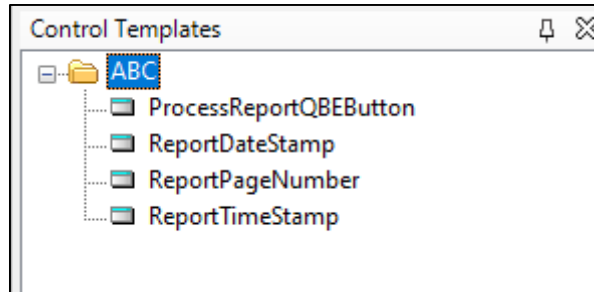 Control Templates
ABC
ProcessReportQBEButton
ReportDateStamp
ReportPageNumber
ReportTimeStamp